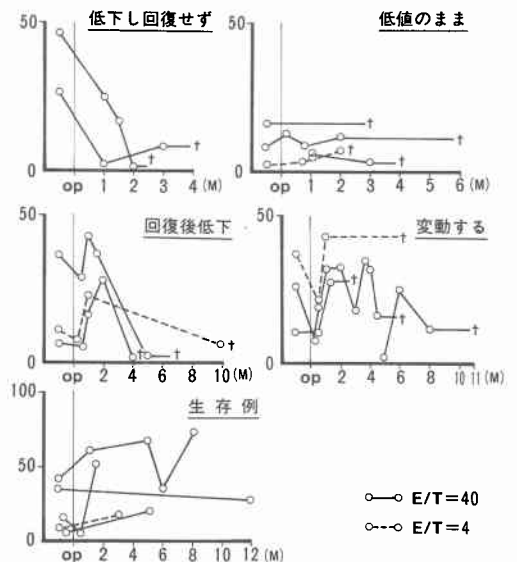 低下し回復せず
50
0
op 1 2 3 4 (M)
† †
低値のまま
50
0
op 1 2 3 4 5 6 (M)
† † † †
回復後低下
50
0
op 2 4 6 8 10(M)
† † †
変動する
50
0
op 2 4 6 8 10 11 (M)
† † † †
生存例
100
50
0
op 2 4 6 8 10 12 (M)
E/T=40
E/T=4